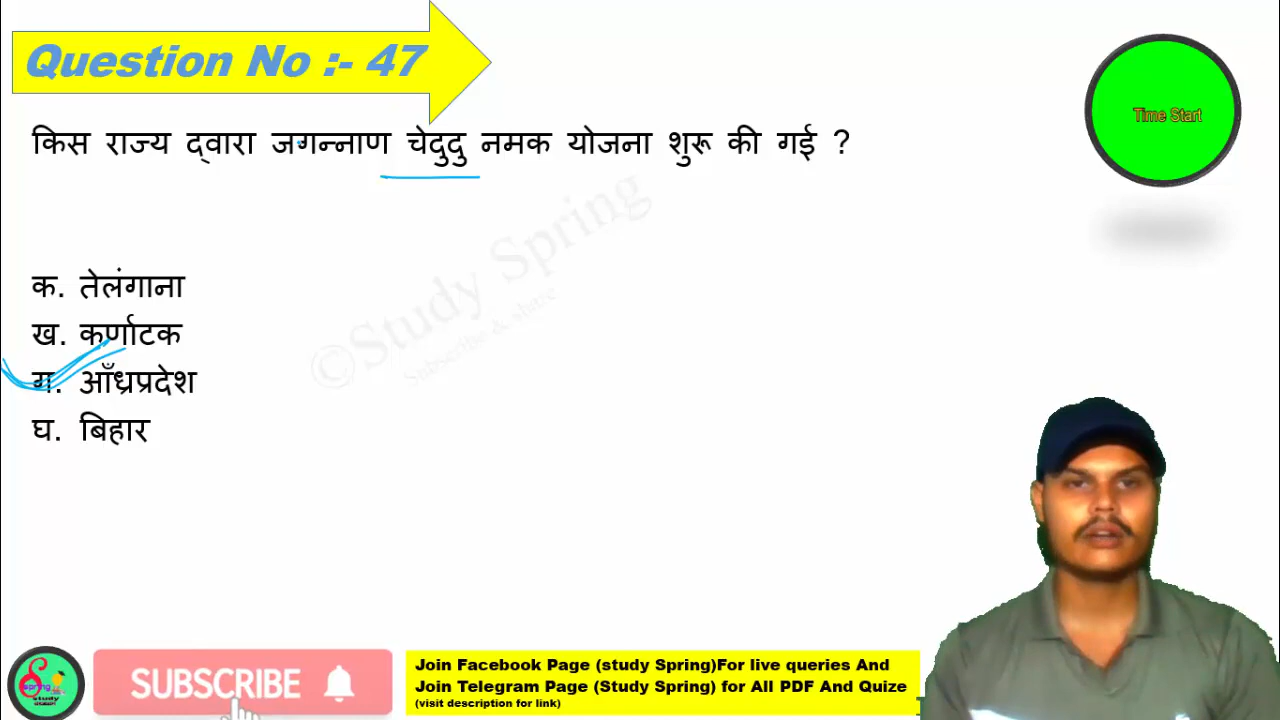 Question No :- 47
Time Start
किस राज्य द्वारा जगन्नाण चेदुदु नमक योजना शुरू की गई ?
©Study Spring
Subscribe & share
क. तेलंगाना
ख. कर्णाटक
ग. आँध्रप्रदेश
घ. बिहार
SUBSCRIBE
Join Facebook Page (study Spring)For live queries And
Join Telegram Page (Study Spring) for All PDF And Quize
(visit description for link)